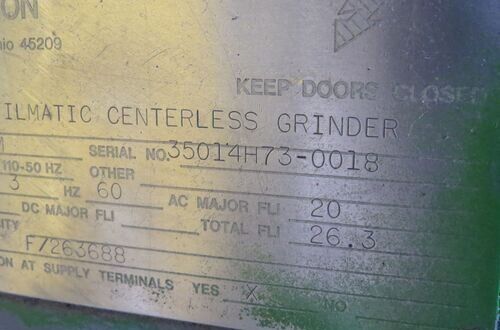 ON
io 45209
KEEP DOORS CLOSED
ILMATIC CENTERLESS GRINDER
M SERIAL NO. 35014H73-0018
110-50 HZ OTHER
3 HZ 60 AC MAJOR FLI 20
DC MAJOR FLI TOTAL FLI 26.3
CITY F7263688
ON AT SUPPLY TERMINALS YES X NO